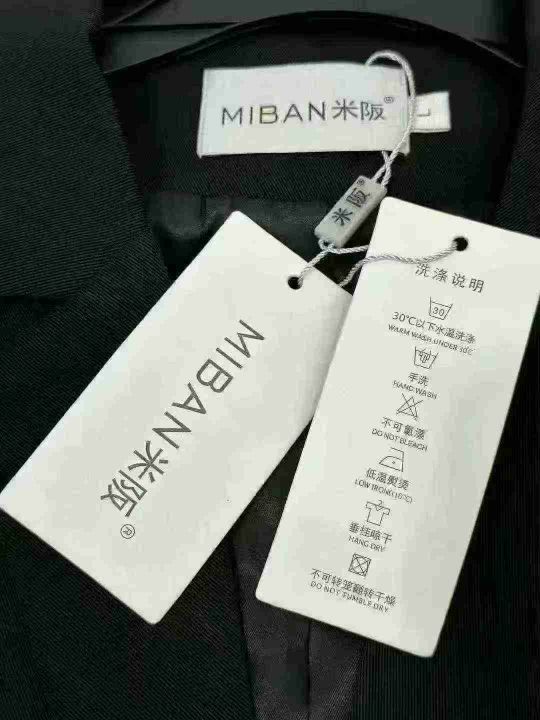 MIBAN米阪®
L
米阪®
MIBAN米阪®
洗涤说明
30
30℃以下水温洗涤
WARM WASH UNDER 30℃
手洗
HAND WASH
不可氯漂
DO NOT BLEACH
低温熨烫
LOW IRON(110℃)
垂挂晾干
HANG DRY
不可转笼翻转干燥
DO NOT TUMBLE DRY